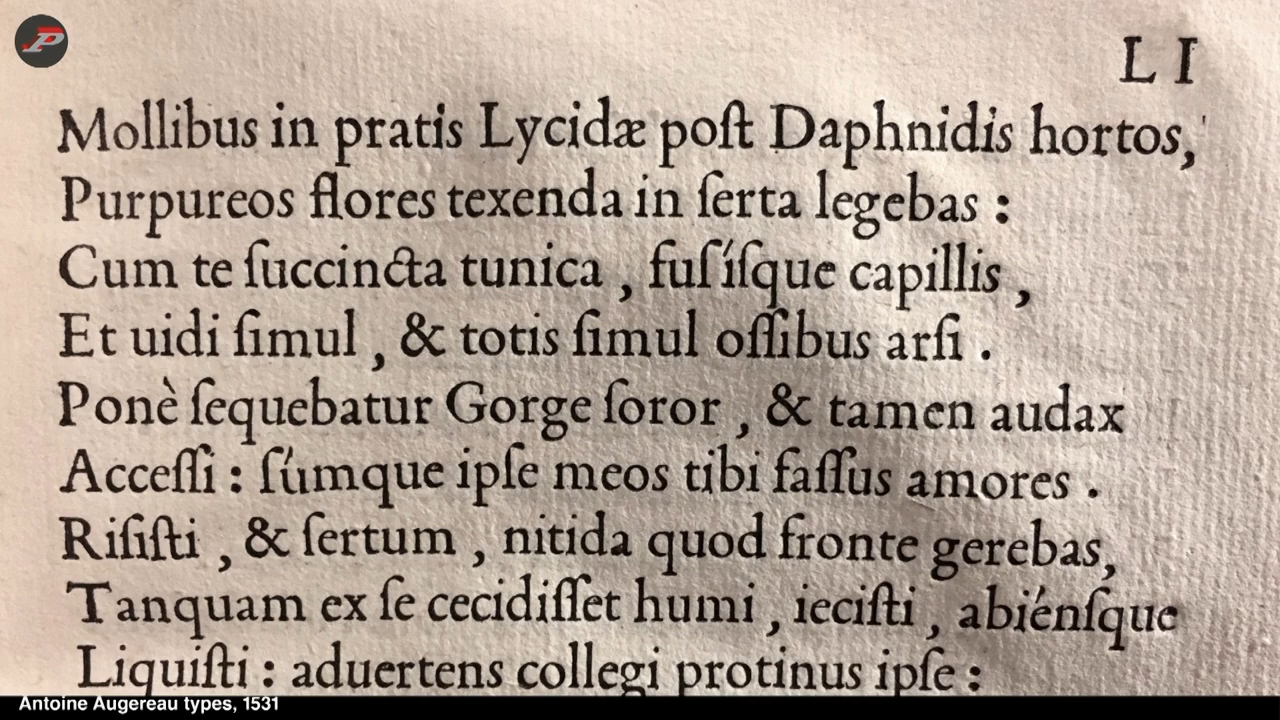 P
L I
Mollibus in pratis Lycidæ poſt Daphnidis hortos,
Purpureos flores texenda in ſerta legebas :
Cum te ſuccincta tunica , fuſíſque capillis ,
Et uidi ſimul , & totis ſimul oſſibus arſi .
Ponè ſequebatur Gorge ſoror , & tamen audax
Acceſſi : ſúmque ipſe meos tibi faſſus amores .
Riſiſti , & ſertum , nitida quod fronte gerebas,
Tanquam ex ſe cecidiſſet humi , ieciſti , abiénſque
Liquiſti : aduertens collegi protinus ipſe :
Antoine Augereau types, 1531